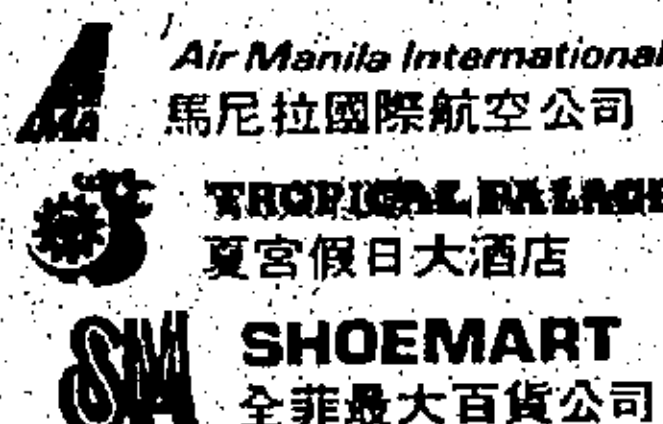 Air Manila International
馬尼拉國際航空公司
TROPICAL PALACE
夏宮假日大酒店
SM SHOEMART
全菲最大百貨公司